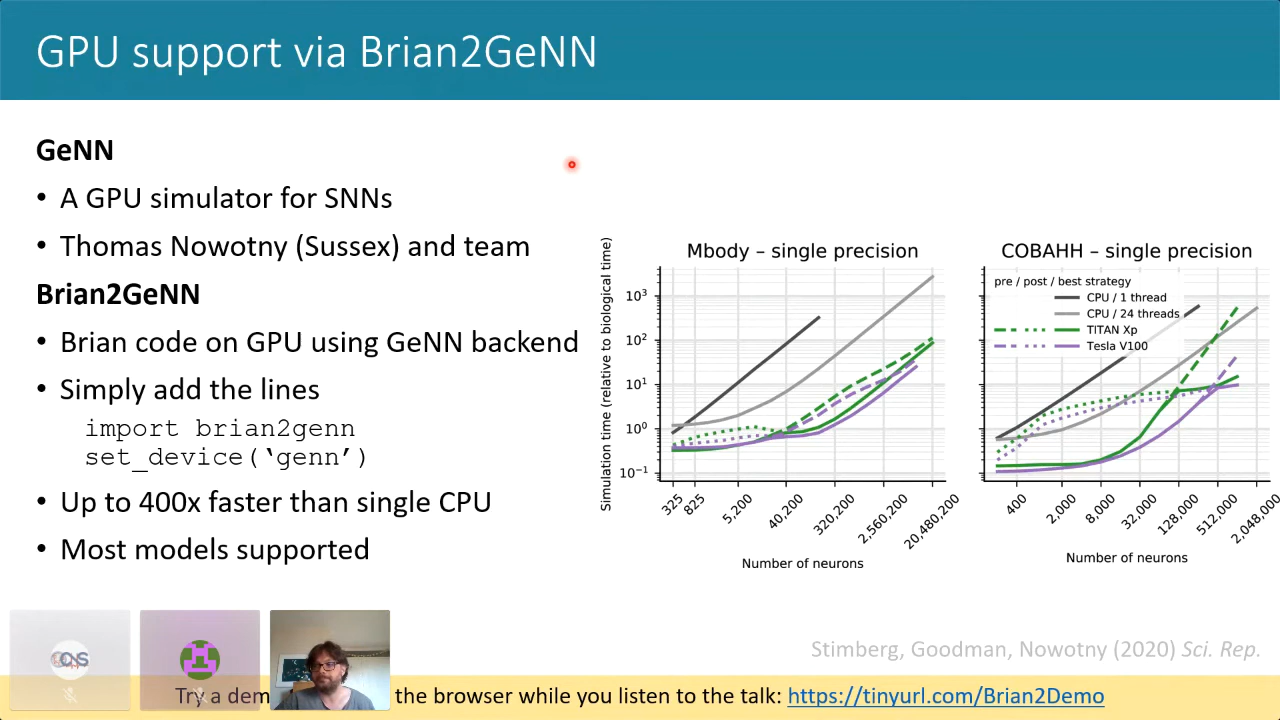 GPU support via Brian2GeNN
GeNN
• A GPU simulator for SNNs
• Thomas Nowotny (Sussex) and team
Brian2GeNN
• Brian code on GPU using GeNN backend
• Simply add the lines
import brian2genn
set_device(‘genn’)
• Up to 400x faster than single CPU
• Most models supported
Simulation time (relative to biological time)
Mbody – single precision
10³
10²
10¹
10⁰
10⁻¹
325 825 5,200 40,200 320,200 2,560,200 20,480,200
Number of neurons
COBAHH – single precision
pre / post / best strategy
CPU / 1 thread
CPU / 24 threads
TITAN Xp
Tesla V100
400 2,000 8,000 32,000 128,000 512,000 2,048,000
Number of neurons
Stimberg, Goodman, Nowotny (2020) Sci. Rep.
Try a dem the browser while you listen to the talk: https://tinyurl.com/Brian2Demo